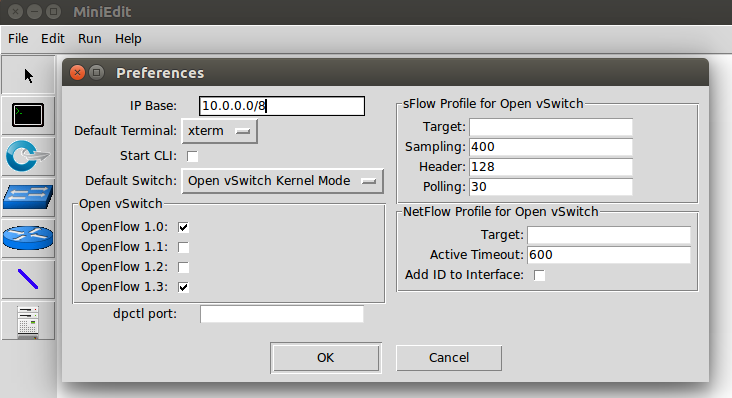 MiniEdit
File Edit Run Help
Preferences
IP Base: 10.0.0.0/8
Default Terminal: xterm
Start CLI:
Default Switch: Open vSwitch Kernel Mode
Open vSwitch
OpenFlow 1.0:
OpenFlow 1.1:
OpenFlow 1.2:
OpenFlow 1.3:
dpctl port:
sFlow Profile for Open vSwitch
Target:
Sampling: 400
Header: 128
Polling: 30
NetFlow Profile for Open vSwitch
Target:
Active Timeout: 600
Add ID to Interface:
OK Cancel